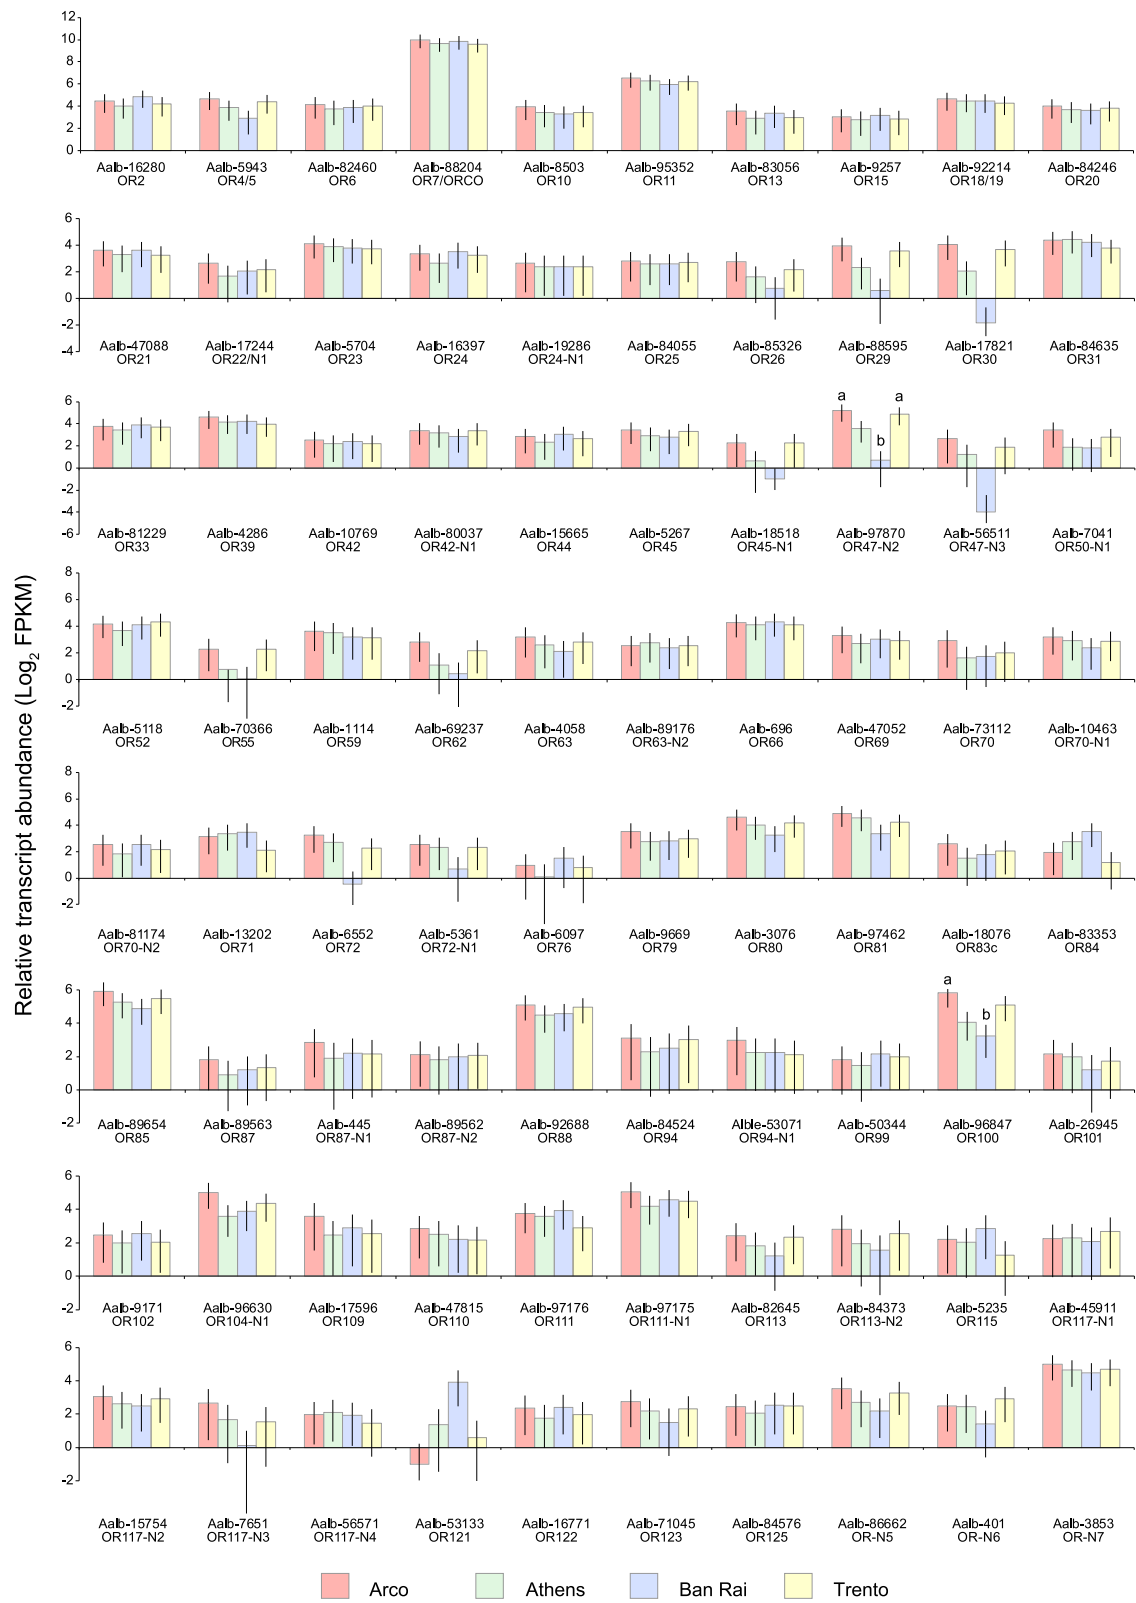 Relative transcript abundance (Log2 FPKM)
12
10
8
6
4
2
0
Aalb-16280 Aalb-5943 Aalb-82460 Aalb-88204 Aalb-8503 Aalb-95352 Aalb-83056 Aalb-9257 Aalb-92214 Aalb-84246
OR2 OR4/5 OR6 OR7/ORCO OR10 OR11 OR13 OR15 OR18/19 OR20
6
4
2
0
-2
-4
Aalb-47088 Aalb-17244 Aalb-5704 Aalb-16397 Aalb-19286 Aalb-84055 Aalb-85326 Aalb-88595 Aalb-17821 Aalb-84635
OR21 OR22/N1 OR23 OR24 OR24-N1 OR25 OR26 OR29 OR30 OR31
6
4
2
0
-2
-4
-6
a b a
Aalb-81229 Aalb-4286 Aalb-10769 Aalb-80037 Aalb-15665 Aalb-5267 Aalb-18518 Aalb-97870 Aalb-56511 Aalb-7041
OR33 OR39 OR42 OR42-N1 OR44 OR45 OR45-N1 OR47-N2 OR47-N3 OR50-N1
8
6
4
2
0
-2
Aalb-5118 Aalb-70366 Aalb-1114 Aalb-69237 Aalb-4058 Aalb-89176 Aalb-696 Aalb-47052 Aalb-73112 Aalb-10463
OR52 OR55 OR59 OR62 OR63 OR63-N2 OR66 OR69 OR70 OR70-N1
8
6
4
2
0
-2
Aalb-81174 Aalb-13202 Aalb-6552 Aalb-5361 Aalb-6097 Aalb-9669 Aalb-3076 Aalb-97462 Aalb-18076 Aalb-83353
OR70-N2 OR71 OR72 OR72-N1 OR76 OR79 OR80 OR81 OR83c OR84
6
4
2
0
-2
a b
Aalb-89654 Aalb-89563 Aalb-445 Aalb-89562 Aalb-92688 Aalb-84524 Alble-53071 Aalb-50344 Aalb-96847 Aalb-26945
OR85 OR87 OR87-N1 OR87-N2 OR88 OR94 OR94-N1 OR99 OR100 OR101
6
4
2
0
-2
Aalb-9171 Aalb-96630 Aalb-17596 Aalb-47815 Aalb-97176 Aalb-97175 Aalb-82645 Aalb-84373 Aalb-5235 Aalb-45911
OR102 OR104-N1 OR109 OR110 OR111 OR111-N1 OR113 OR113-N2 OR115 OR117-N1
6
4
2
0
-2
Aalb-15754 Aalb-7651 Aalb-56571 Aalb-53133 Aalb-16771 Aalb-71045 Aalb-84576 Aalb-86662 Aalb-401 Aalb-3853
OR117-N2 OR117-N3 OR117-N4 OR121 OR122 OR123 OR125 OR-N5 OR-N6 OR-N7
Arco Athens Ban Rai Trento